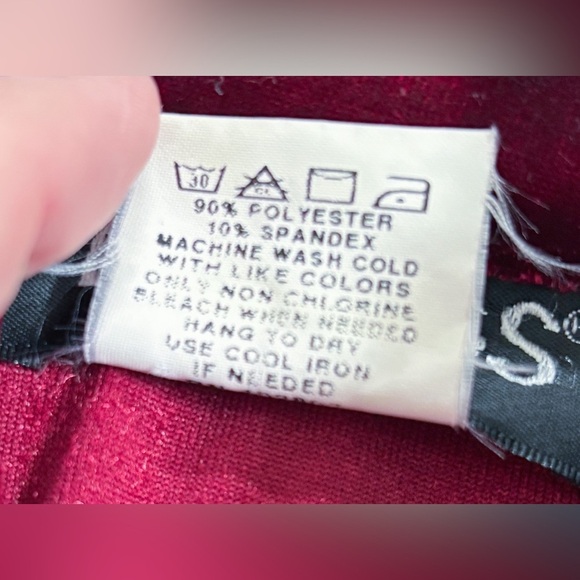 30 CL
90% POLYESTER
10% SPANDEX
MACHINE WASH COLD
WITH LIKE COLORS
ONLY NON CHLORINE
BLEACH WHEN NEEDED
HANG TO DRY
USE COOL IRON
IF NEEDED
S®